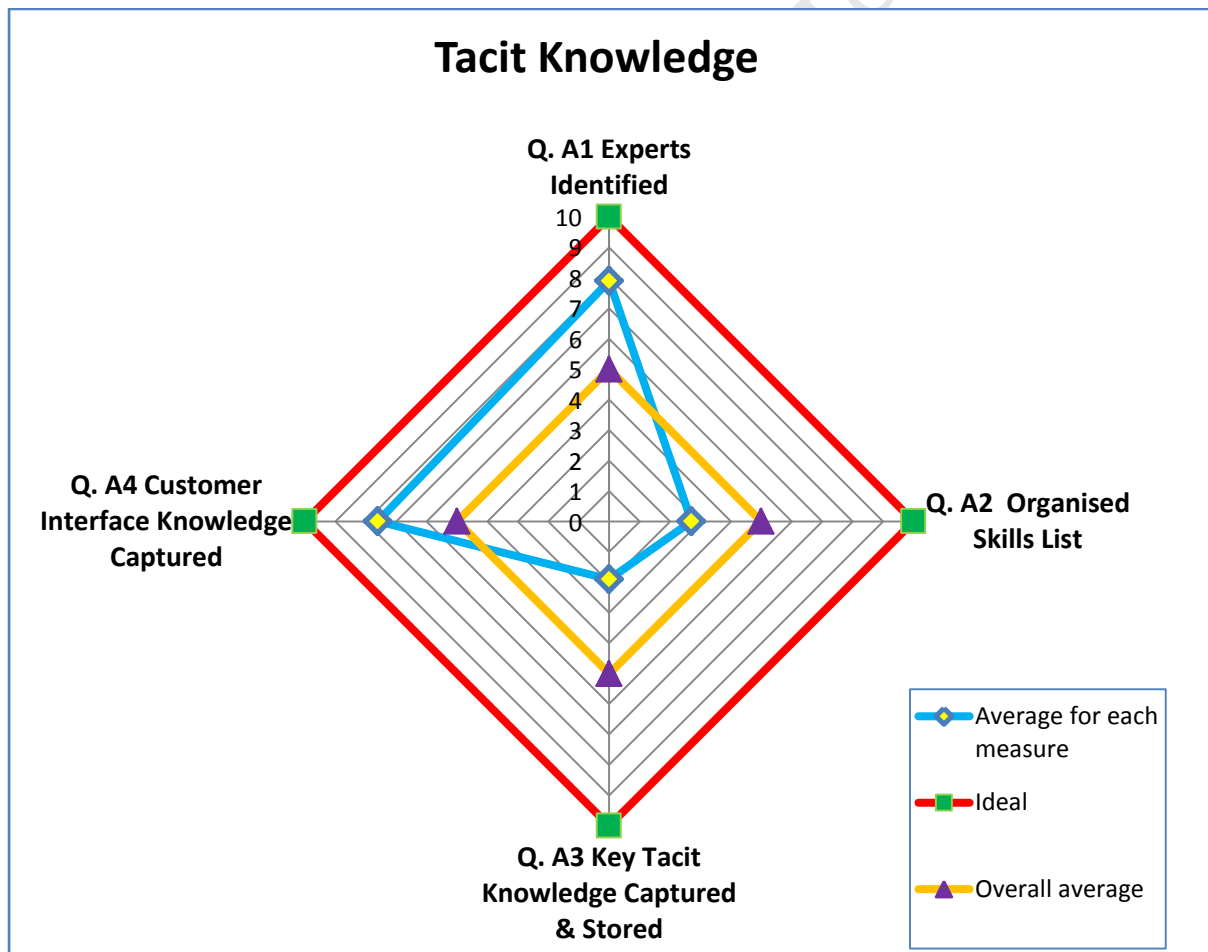 Tacit Knowledge
Q. A1 Experts
Identified
10
9
8
7
6
5
4
3
2
1
0
Q. A4 Customer
Interface Knowledge
Captured
Q. A2 Organised
Skills List
Q. A3 Key Tacit
Knowledge Captured
& Stored
Average for each
measure
Ideal
Overall average